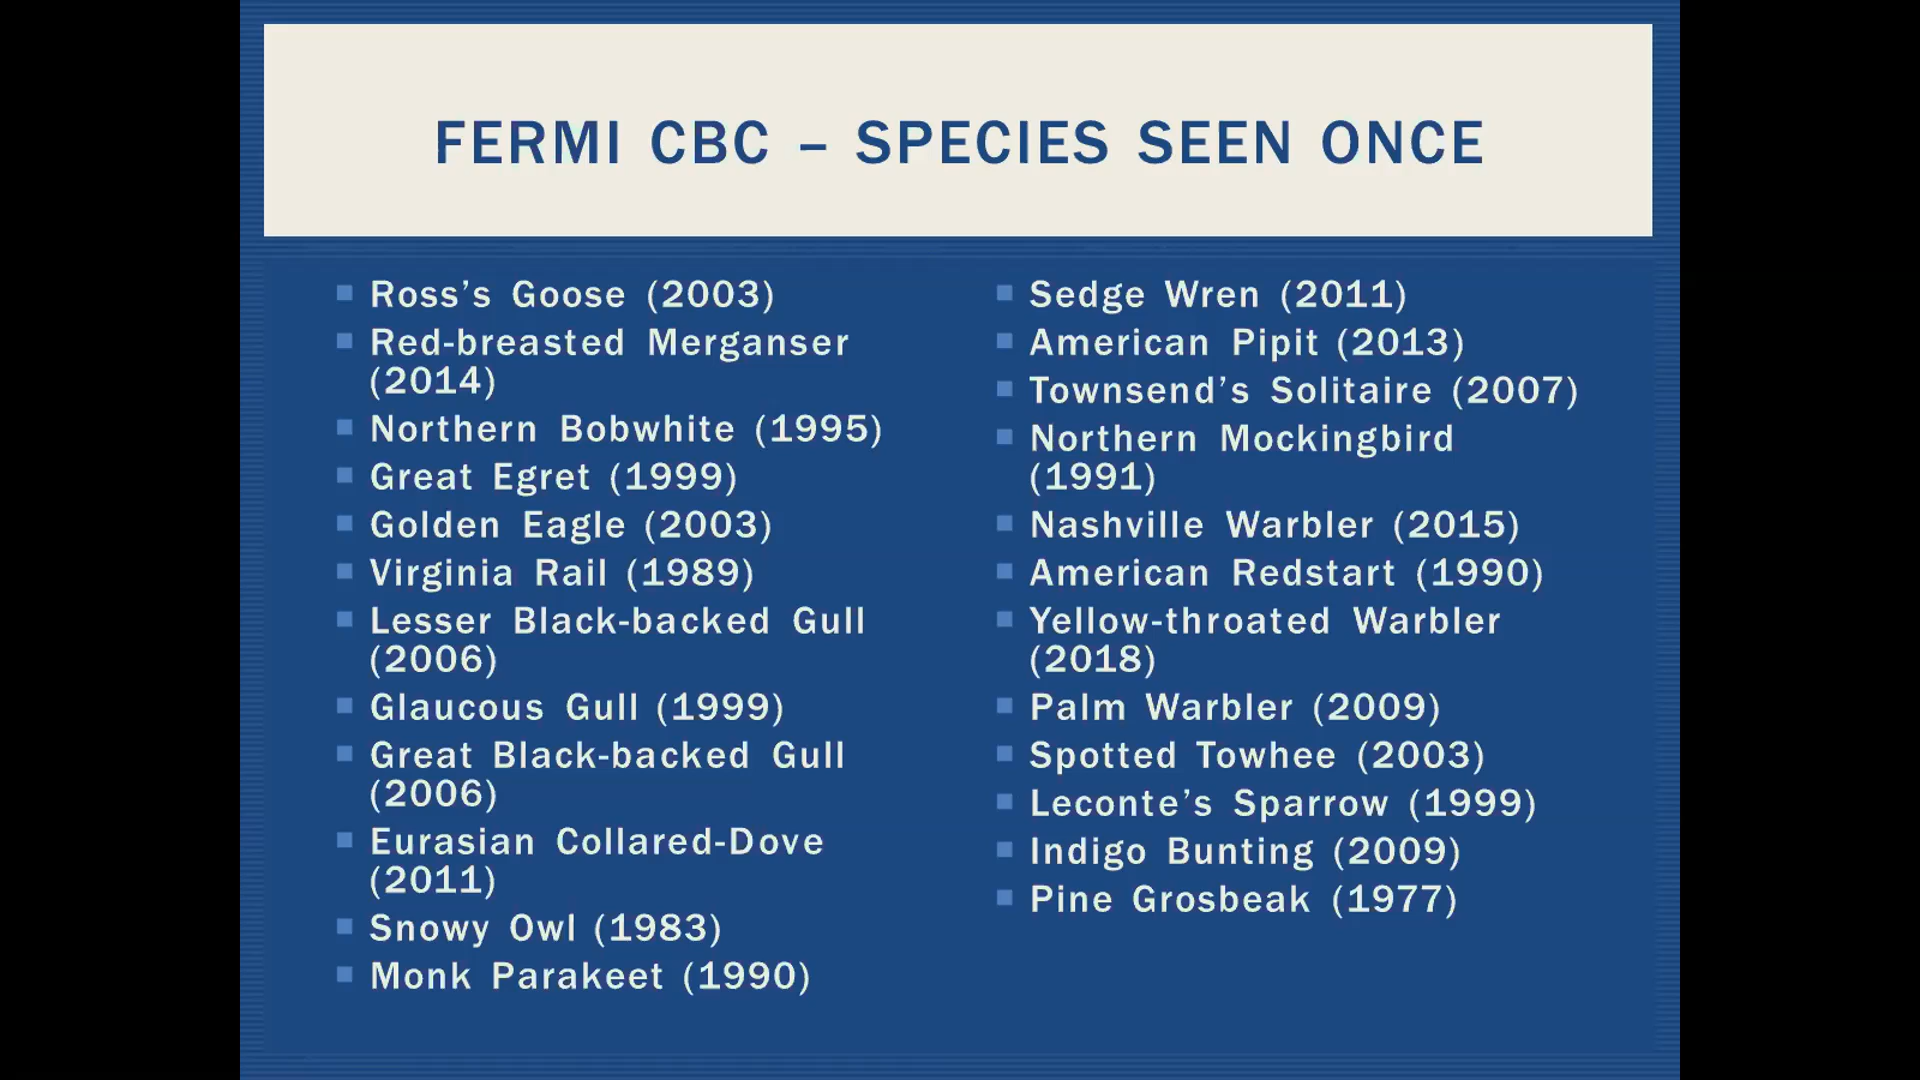 FERMI CBC – SPECIES SEEN ONCE
Ross’s Goose (2003)
Red-breasted Merganser
(2014)
Northern Bobwhite (1995)
Great Egret (1999)
Golden Eagle (2003)
Virginia Rail (1989)
Lesser Black-backed Gull
(2006)
Glaucous Gull (1999)
Great Black-backed Gull
(2006)
Eurasian Collared-Dove
(2011)
Snowy Owl (1983)
Monk Parakeet (1990)
Sedge Wren (2011)
American Pipit (2013)
Townsend’s Solitaire (2007)
Northern Mockingbird
(1991)
Nashville Warbler (2015)
American Redstart (1990)
Yellow-throated Warbler
(2018)
Palm Warbler (2009)
Spotted Towhee (2003)
Leconte’s Sparrow (1999)
Indigo Bunting (2009)
Pine Grosbeak (1977)